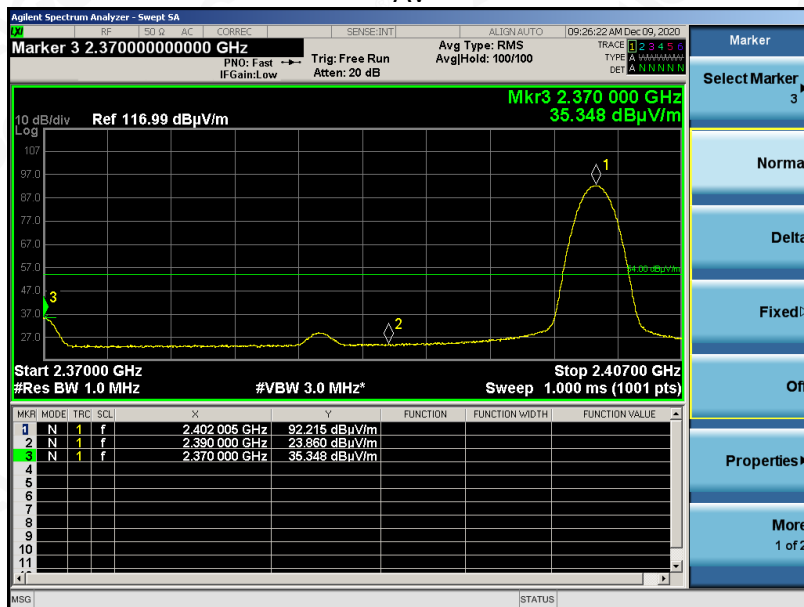 Agilent Spectrum Analyzer - Swept SA
LXI RF 50 Ω AC CORREC SENSE:INT ALIGN AUTO 09:26:22 AM Dec 09, 2020
Marker 3 2.370000000000 GHz
PNO: Fast
IFGain:Low
Trig: Free Run
Atten: 20 dB
Avg Type: RMS
Avg|Hold: 100/100
TRACE 1 2 3 4 5 6
TYPE A WWWWW
DET A N N N N N
Mkr3 2.370 000 GHz
35.348 dBµV/m
10 dB/div Ref 116.99 dBµV/m
Log
107
97.0
87.0
77.0
67.0
57.0
47.0
37.0
27.0
1
54.00 dBµV/m
3
2
Start 2.37000 GHz Stop 2.40700 GHz
#Res BW 1.0 MHz #VBW 3.0 MHz* Sweep 1.000 ms (1001 pts)
MKR MODE TRC SCL X Y FUNCTION FUNCTION WIDTH FUNCTION VALUE
1 N 1 f 2.402 005 GHz 92.215 dBµV/m
2 N 1 f 2.390 000 GHz 23.860 dBµV/m
3 N 1 f 2.370 000 GHz 35.348 dBµV/m
4
5
6
7
8
9
10
11
MSG STATUS
Marker
Select Marker
3
Norma
Delta
Fixed
Of
Properties
More
1 of 2